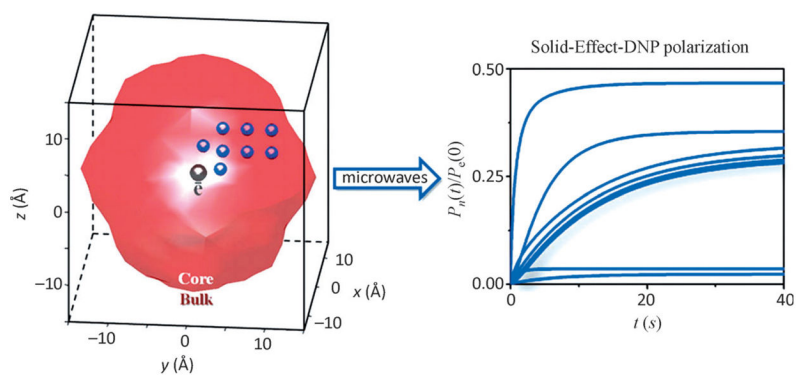 10
0
−10
z (Å)
ē
Core
Bulk
−10
0
10
y (Å)
−10
0
10
x (Å)
microwaves
Solid-Effect-DNP polarization
0.50
0.25
0.00
Pn(t)/Pe(0)
0
20
40
t (s)